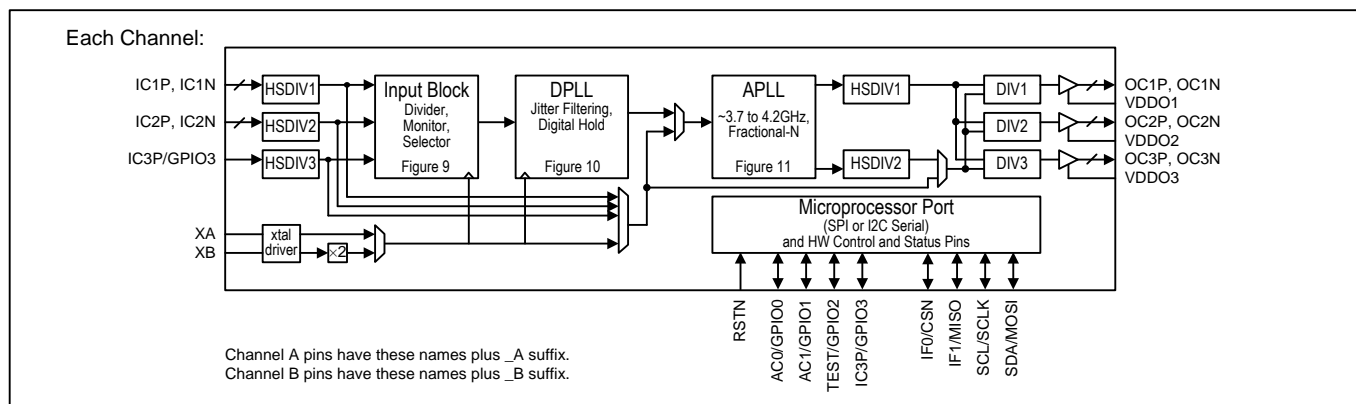 Each Channel:
IC1P, IC1N
IC2P, IC2N
IC3P/GPIO3
XA
XB
HSDIV1
HSDIV2
HSDIV3
xtal
driver
×2
Input Block
Divider,
Monitor,
Selector
Figure 9
DPLL
Jitter Filtering,
Digital Hold
Figure 10
APLL
~3.7 to 4.2GHz,
Fractional-N
Figure 11
HSDIV1
HSDIV2
DIV1
DIV2
DIV3
OC1P, OC1N
VDDO1
OC2P, OC2N
VDDO2
OC3P, OC3N
VDDO3
Microprocessor Port
(SPI or I2C Serial)
and HW Control and Status Pins
RSTN
AC0/GPIO0
AC1/GPIO1
TEST/GPIO2
IC3P/GPIO3
IF0/CSN
IF1/MISO
SCL/SCLK
SDA/MOSI
Channel A pins have these names plus _A suffix.
Channel B pins have these names plus _B suffix.